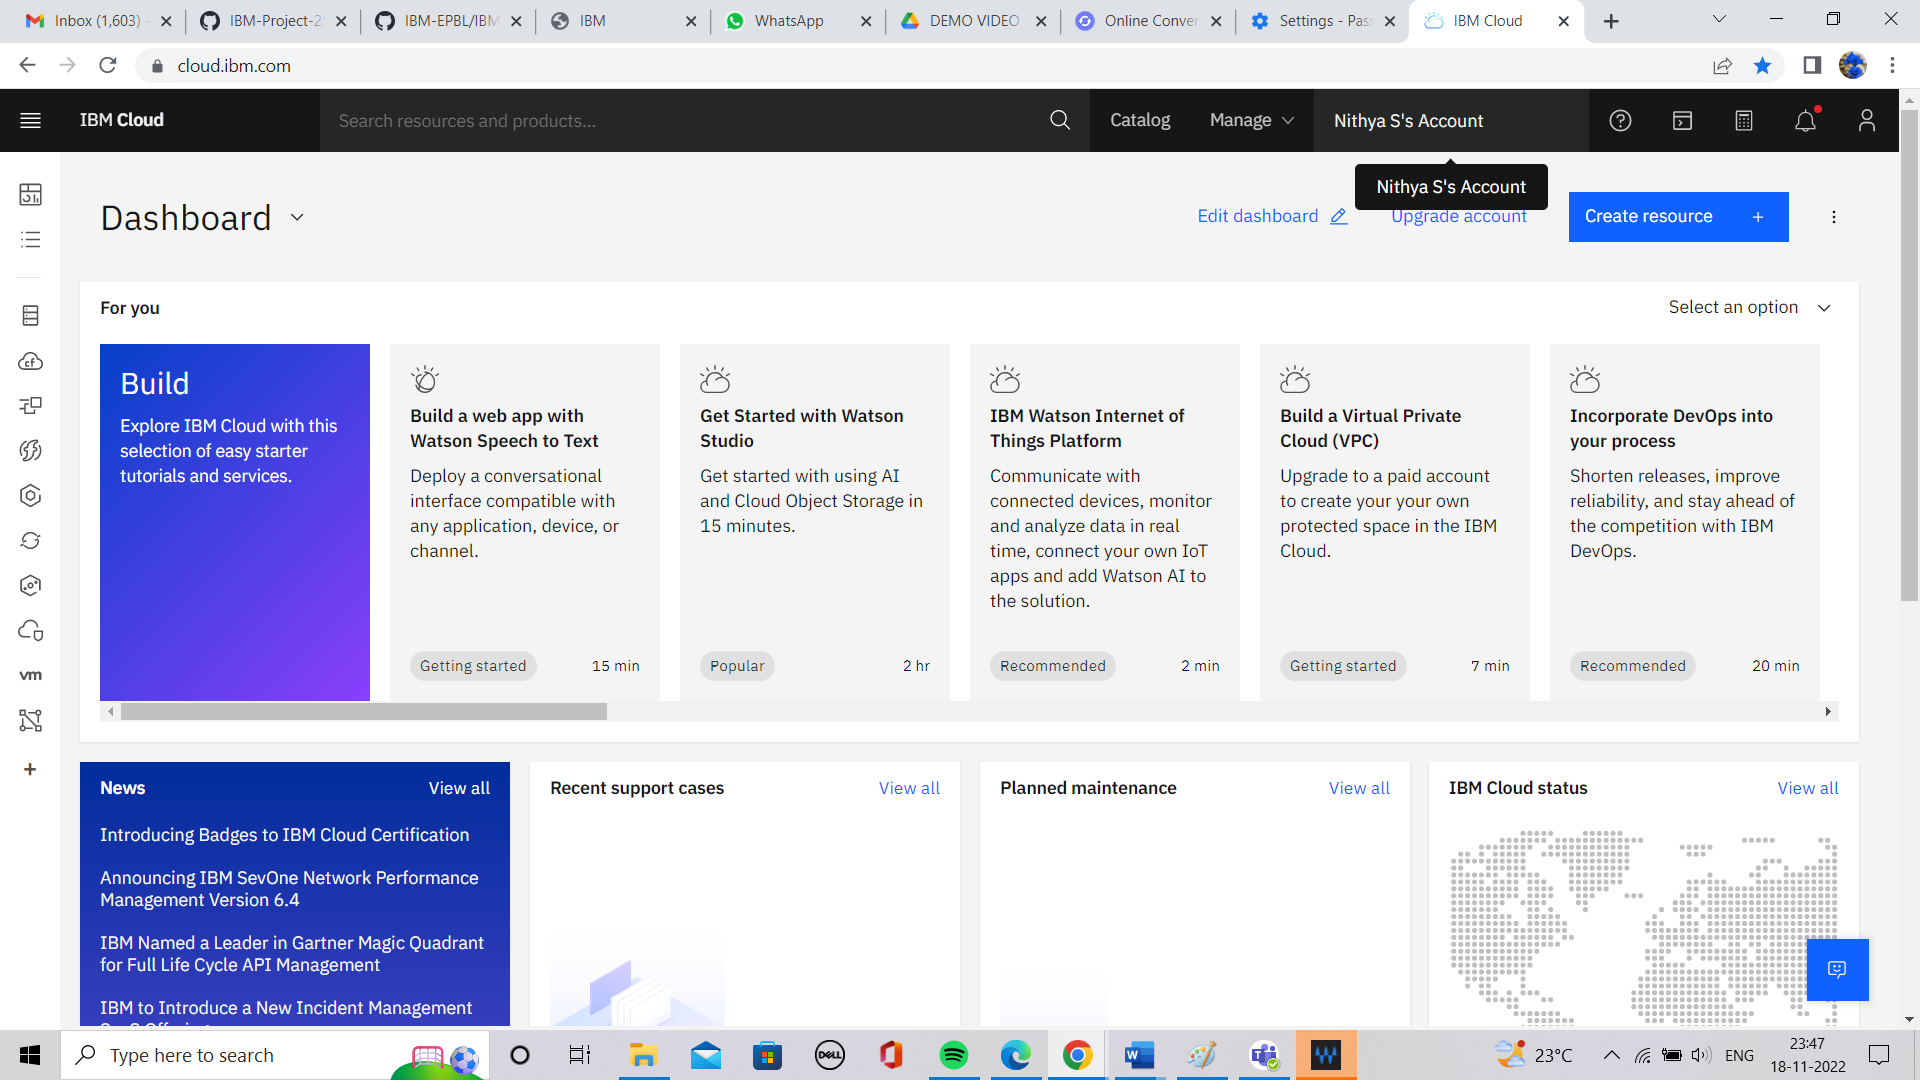 Inbox (1,603)
IBM-Project-2
IBM-EPBL/IBM
IBM
WhatsApp
DEMO VIDEO
Online Conver
Settings - Pass
IBM Cloud
cloud.ibm.com
IBM Cloud
Search resources and products...
Catalog
Manage
Nithya S's Account
Nithya S's Account
Dashboard
Edit dashboard
Upgrade account
Create resource +
For you
Select an option
Build
Explore IBM Cloud with this
selection of easy starter
tutorials and services.
Build a web app with
Watson Speech to Text
Deploy a conversational
interface compatible with
any application, device, or
channel.
Getting started
15 min
Get Started with Watson
Studio
Get started with using AI
and Cloud Object Storage in
15 minutes.
Popular
2 hr
IBM Watson Internet of
Things Platform
Communicate with
connected devices, monitor
and analyze data in real
time, connect your own IoT
apps and add Watson AI to
the solution.
Recommended
2 min
Build a Virtual Private
Cloud (VPC)
Upgrade to a paid account
to create your your own
protected space in the IBM
Cloud.
Getting started
7 min
Incorporate DevOps into
your process
Shorten releases, improve
reliability, and stay ahead of
the competition with IBM
DevOps.
Recommended
20 min
cf
vm
News
View all
Introducing Badges to IBM Cloud Certification
Announcing IBM SevOne Network Performance
Management Version 6.4
IBM Named a Leader in Gartner Magic Quadrant
for Full Life Cycle API Management
IBM to Introduce a New Incident Management
Recent support cases
View all
Planned maintenance
View all
IBM Cloud status
View all
Type here to search
DELL
23°C
ENG
23:47
18-11-2022